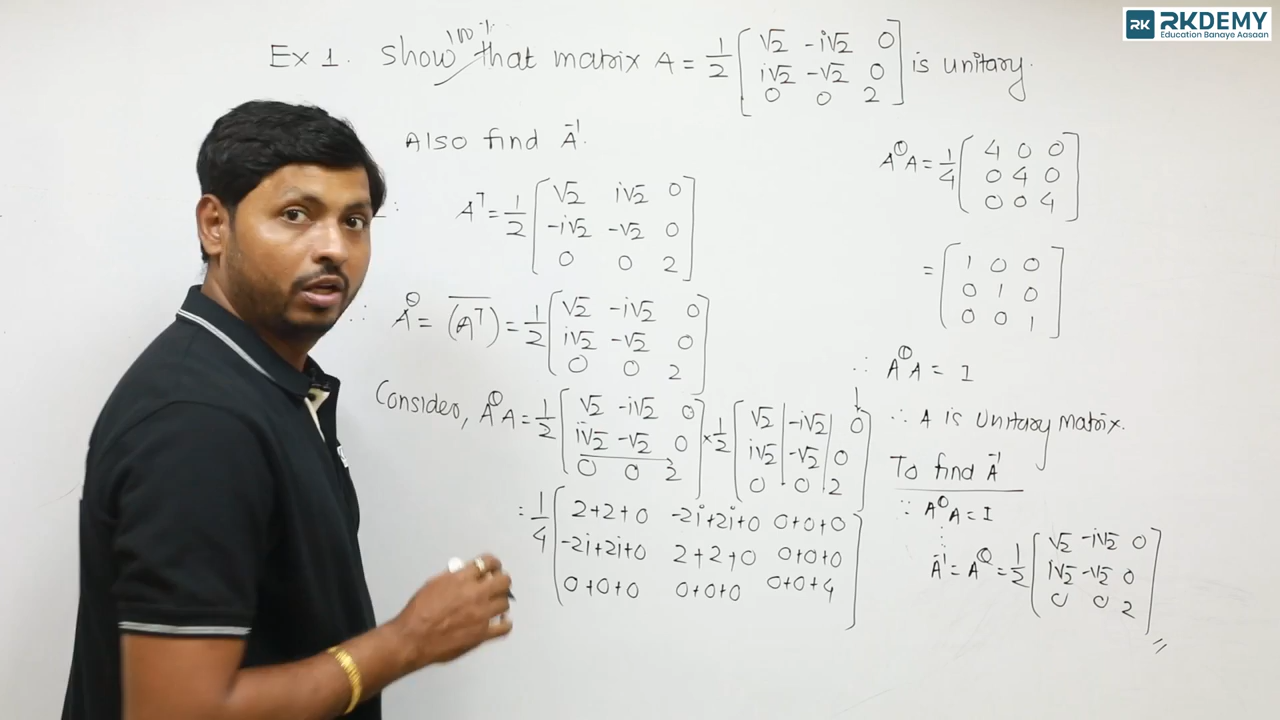 RK RKDEMY
Education Banaye Aasaan
100%
Ex 1. Show that matrix A = 1/2 [ √2 -i√2 0
i√2 -√2 0
0 0 2 ] is unitary.
Also find A⁻¹.
Aᵀ = 1/2 [ √2 i√2 0
-i√2 -√2 0
0 0 2 ]
∴ A^θ = (Aᵀ)‾ = 1/2 [ √2 -i√2 0
i√2 -√2 0
0 0 2 ]
Consider, A^θ A = 1/2 [ √2 -i√2 0
i√2 -√2 0
0 0 2 ] × 1/2 [ √2 -i√2 0
i√2 -√2 0
0 0 2 ]
= 1/4 [ 2+2+0 -2i+2i+0 0+0+0
-2i+2i+0 2+2+0 0+0+0
0+0+0 0+0+0 0+0+4 ]
A^θ A = 1/4 [ 4 0 0
0 4 0
0 0 4 ]
= [ 1 0 0
0 1 0
0 0 1 ]
∴ A^θ A = I
∴ A is Unitary Matrix.
To find A⁻¹
∵ A^θ A = I
A⁻¹ = A^θ = 1/2 [ √2 -i√2 0
i√2 -√2 0
0 0 2 ]